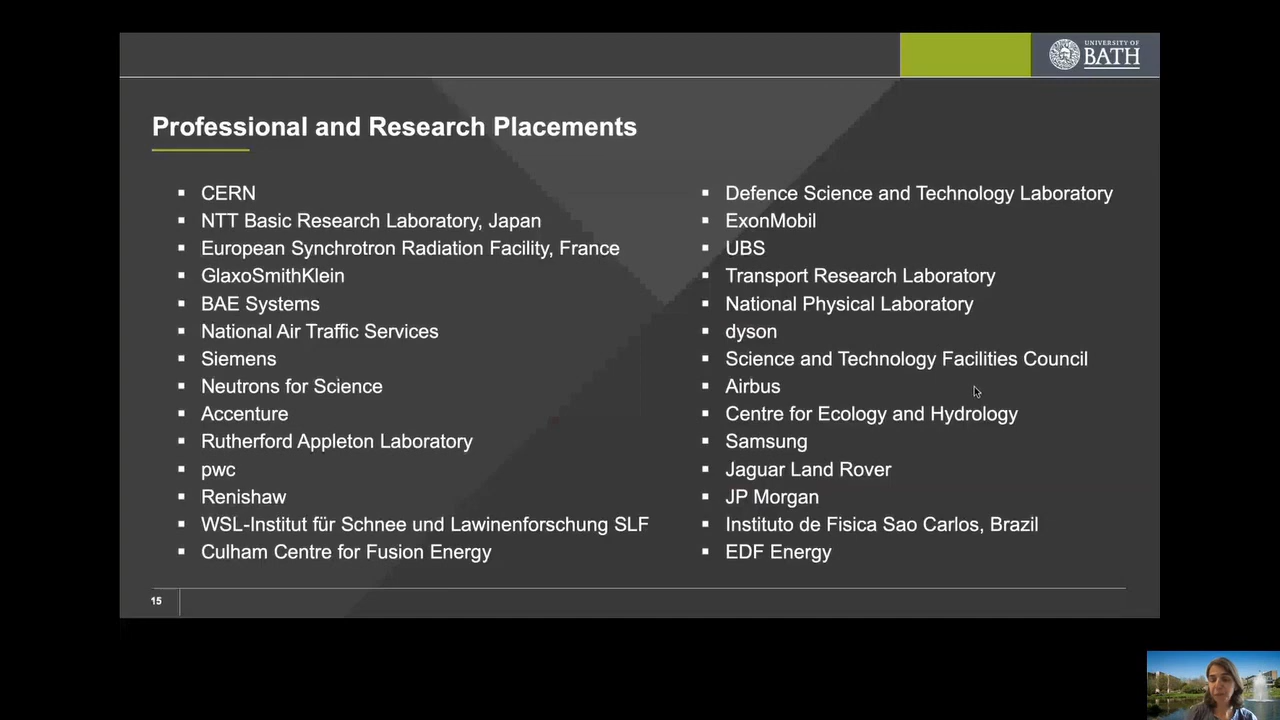 UNIVERSITY OF
BATH
Professional and Research Placements
CERN
NTT Basic Research Laboratory, Japan
European Synchrotron Radiation Facility, France
GlaxoSmithKlein
BAE Systems
National Air Traffic Services
Siemens
Neutrons for Science
Accenture
Rutherford Appleton Laboratory
pwc
Renishaw
WSL-Institut für Schnee und Lawinenforschung SLF
Culham Centre for Fusion Energy
Defence Science and Technology Laboratory
ExonMobil
UBS
Transport Research Laboratory
National Physical Laboratory
dyson
Science and Technology Facilities Council
Airbus
Centre for Ecology and Hydrology
Samsung
Jaguar Land Rover
JP Morgan
Instituto de Fisica Sao Carlos, Brazil
EDF Energy
15